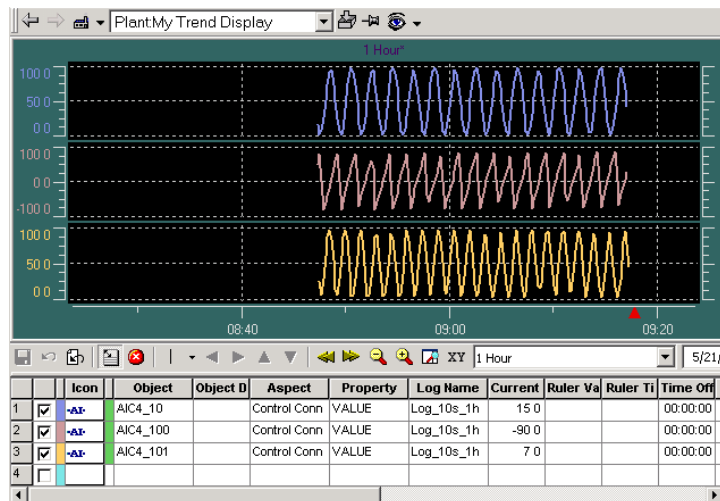 Plant:My Trend Display
1 Hour*
100 0
50 0
0 0
100 0
0 0
-100 0
100 0
50 0
0 0
08:40 09:00 09:20
XY 1 Hour 5/21/
Icon Object Object D Aspect Property Log Name Current Ruler Va Ruler Ti Time Off
1 -AI- AIC4_10 Control Conn VALUE Log_10s_1h 15 0 00:00:00
2 -AI- AIC4_100 Control Conn VALUE Log_10s_1h -90 0 00:00:00
3 -AI- AIC4_101 Control Conn VALUE Log_10s_1h 7 0 00:00:00
4